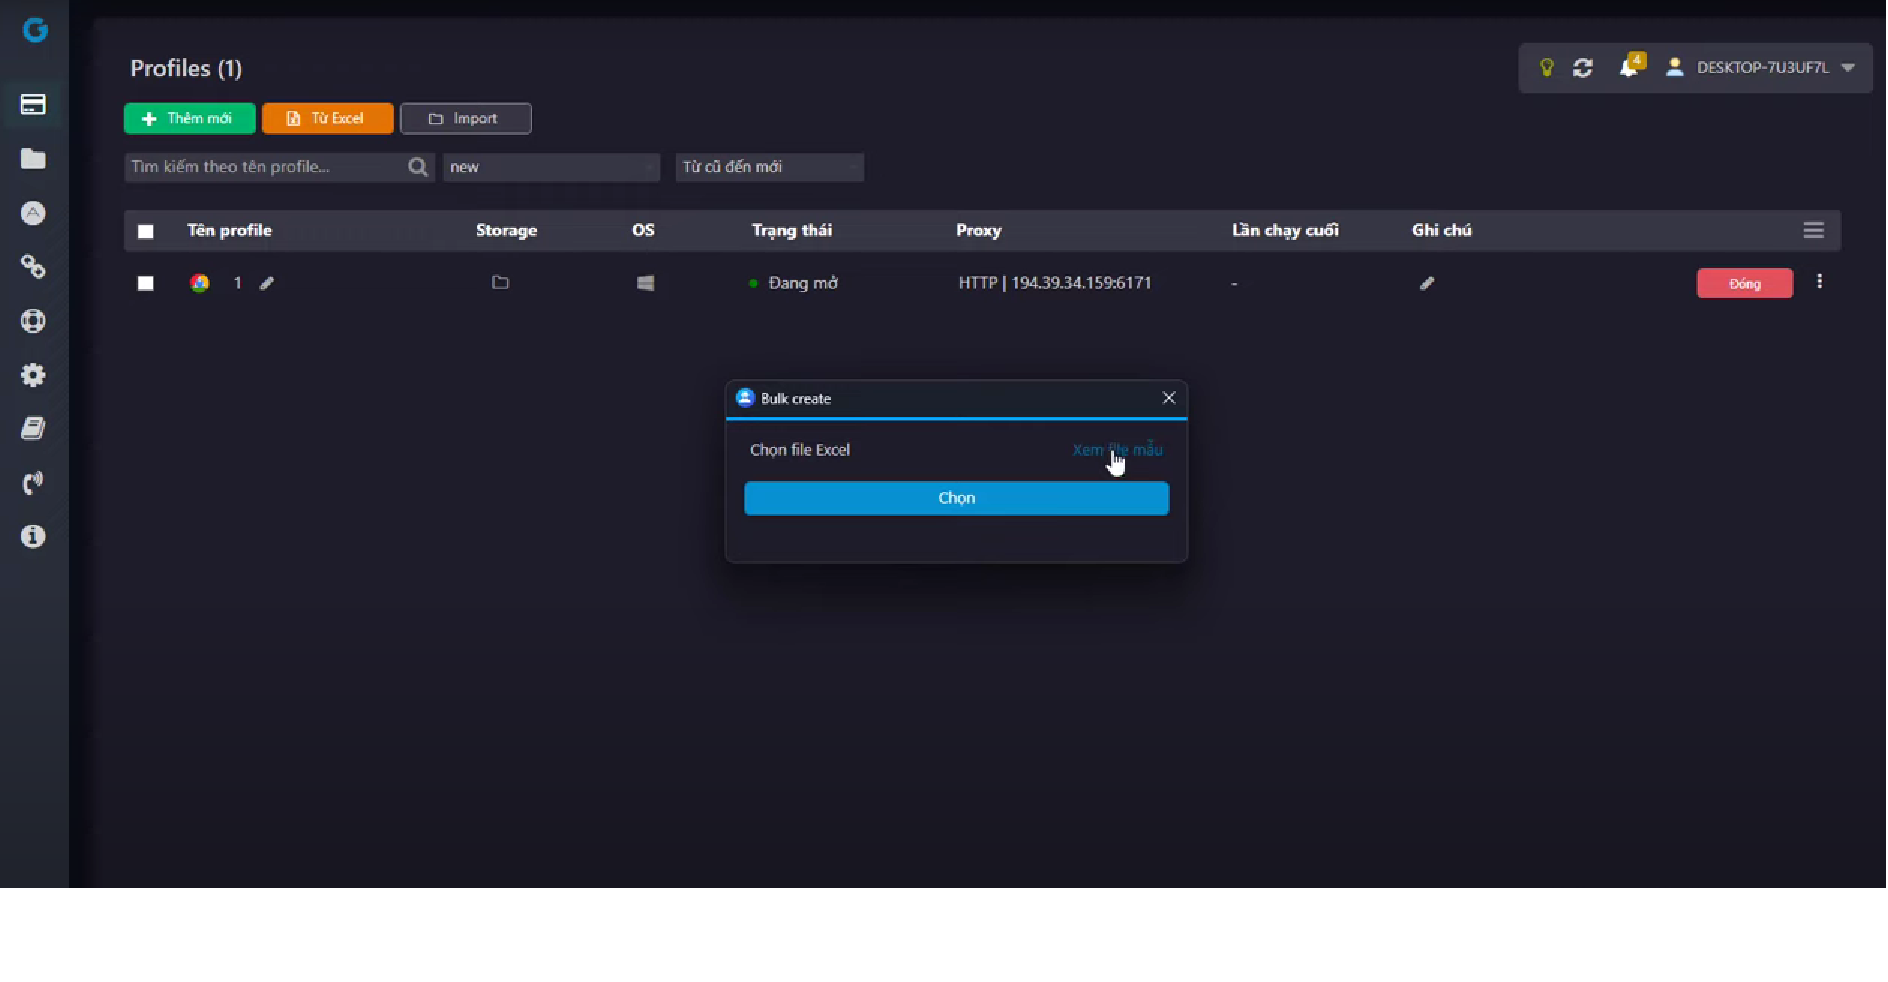 Profiles (1)
4
DESKTOP-7U3UF7L
Thêm mới
Từ Excel
Import
Tìm kiếm theo tên profile...
new
Từ cũ đến mới
Tên profile
Storage
OS
Trạng thái
Proxy
Lần chạy cuối
Ghi chú
1
Đang mở
HTTP | 194.39.34.159:6171
-
Đóng
Bulk create
Chọn file Excel
Xem file mẫu
Chọn